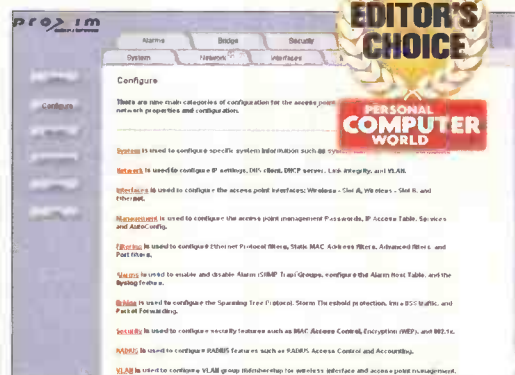 proxim
EDITOR'S
CHOICE
PERSONAL
COMPUTER
WORLD
Alarms Bridge Security
System Network Interfaces
Configure
Configure
There are nine main categories of configuration for the access point
network properties and configuration.
System is used to configure specific system information such as system
Network is used to configure IP settings, DNS client, DHCP server, Link Integrity, and VLAN.
Interfaces is used to configure the access point interfaces: Wireless - Slot A, Wireless - Slot B, and
Ethernet.
Management is used to configure the access point management Passwords, IP Access Table, Services
and AutoConfig.
Filtering is used to configure Ethernet Protocol filters, Static MAC Address filters, Advanced filters, and
Port filters.
Alarms is used to enable and disable Alarm (SNMP Trap) Groups, configure the Alarm Host Table, and the
Syslog feature.
Bridge is used to configure the Spanning Tree Protocol, Storm Threshold protection, Intra BSS traffic, and
Packet Forwarding.
Security is used to configure security features such as MAC Access Control, Encryption (WEP), and 802.1x.
RADIUS is used to configure RADIUS features such as RADIUS Access Control and Accounting.
VLAN is used to configure VLAN group membership for wireless interface and access point management.